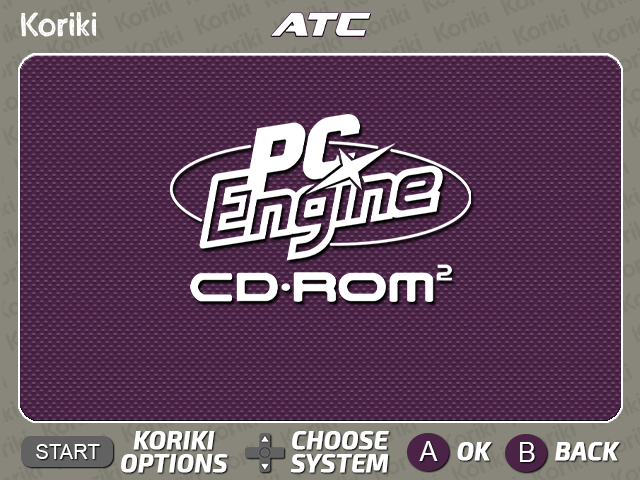 Koriki
ATC
PC
Engine
CD·ROM²
START
KORIKI
OPTIONS
CHOOSE
SYSTEM
A
OK
B
BACK